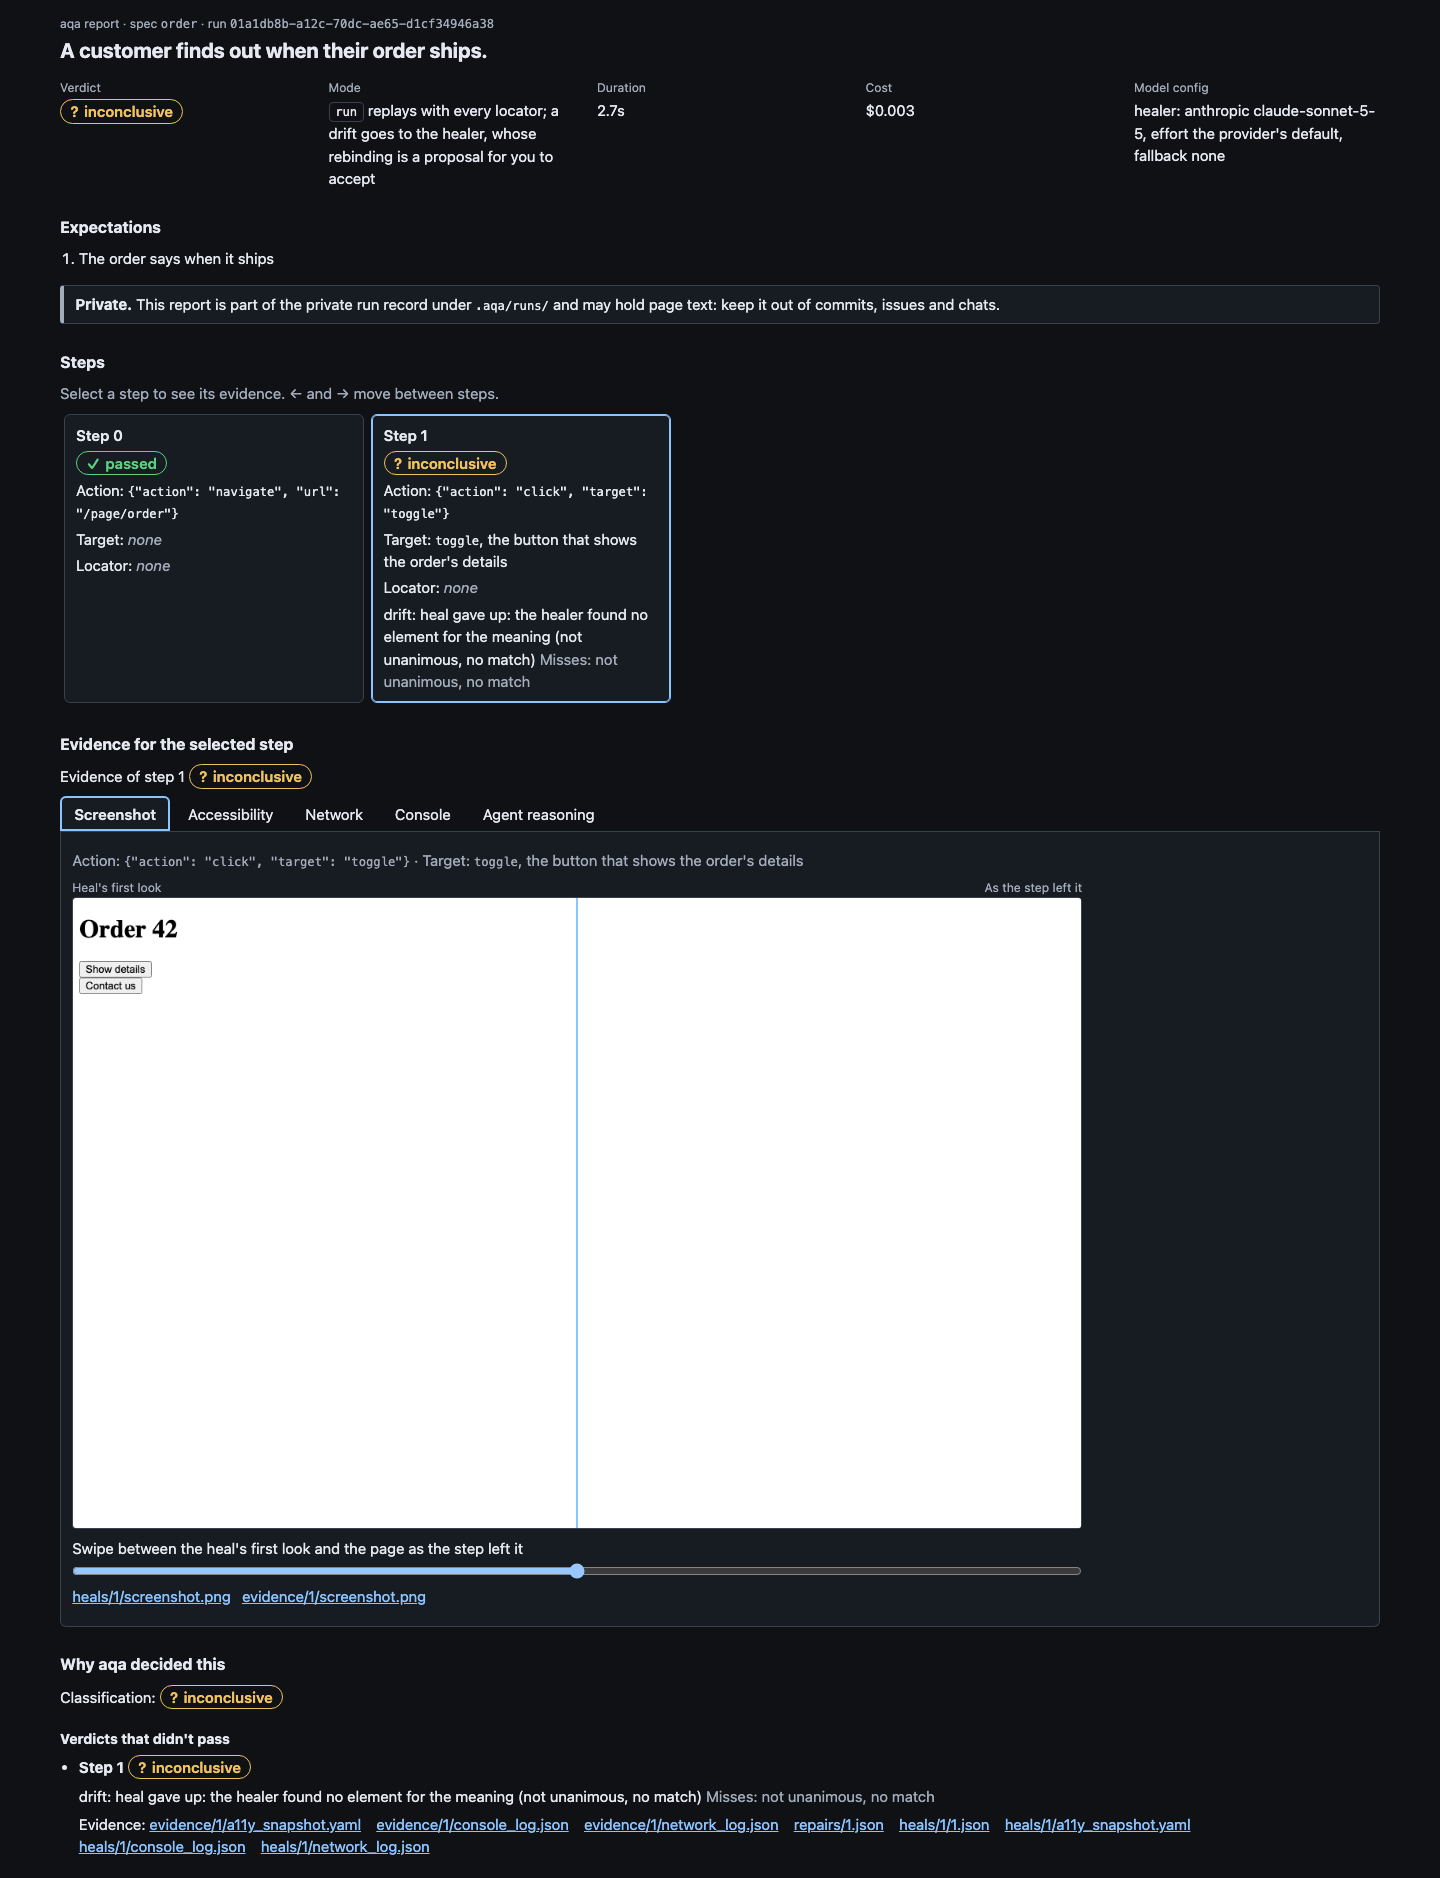 aqa report · spec order · run 01a1db8b-a12c-70dc-ae65-d1cf34946a38
A customer finds out when their order ships.
Verdict
? inconclusive
Mode
run replays with every locator; a
drift goes to the healer, whose
rebinding is a proposal for you to
accept
Duration
2.7s
Cost
$0.003
Model config
healer: anthropic claude-sonnet-5-
5, effort the provider's default,
fallback none
Expectations
1. The order says when it ships
Private. This report is part of the private run record under .aqa/runs/ and may hold page text: keep it out of commits, issues and chats.
Steps
Select a step to see its evidence. ← and → move between steps.
Step 0
✓ passed
Action: {"action": "navigate", "url":
"/page/order"}
Target: none
Locator: none
Step 1
? inconclusive
Action: {"action": "click", "target":
"toggle"}
Target: toggle, the button that shows
the order's details
Locator: none
drift: heal gave up: the healer found no
element for the meaning (not
unanimous, no match) Misses: not
unanimous, no match
Evidence for the selected step
Evidence of step 1 ? inconclusive
Screenshot Accessibility Network Console Agent reasoning
Action: {"action": "click", "target": "toggle"} · Target: toggle, the button that shows the order's details
Heal's first look As the step left it
Order 42
Show details
Contact us
Swipe between the heal's first look and the page as the step left it
heals/1/screenshot.png evidence/1/screenshot.png
Why aqa decided this
Classification: ? inconclusive
Verdicts that didn't pass
• Step 1 ? inconclusive
drift: heal gave up: the healer found no element for the meaning (not unanimous, no match) Misses: not unanimous, no match
Evidence: evidence/1/a11y_snapshot.yaml evidence/1/console_log.json evidence/1/network_log.json repairs/1.json heals/1/1.json heals/1/a11y_snapshot.yaml
heals/1/console_log.json heals/1/network_log.json